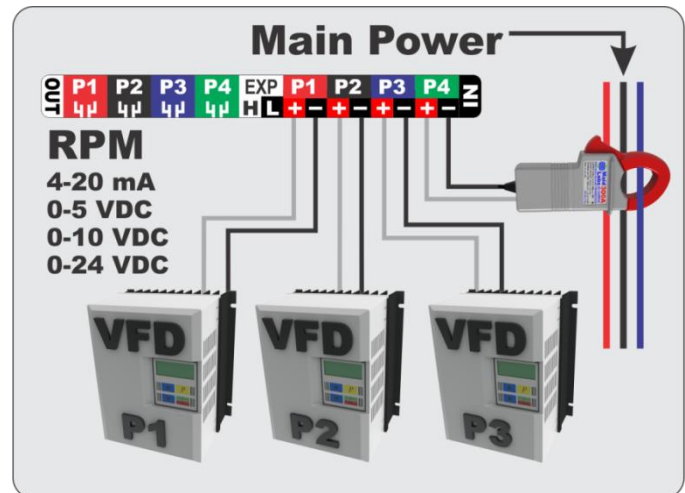 Main Power
OUT P1 P2 P3 P4 EXP P1 P2 P3 P4 IN
H L + − + − + − + −
RPM
4-20 mA
0-5 VDC
0-10 VDC
0-24 VDC
300A
VFD VFD VFD
P1 P2 P3